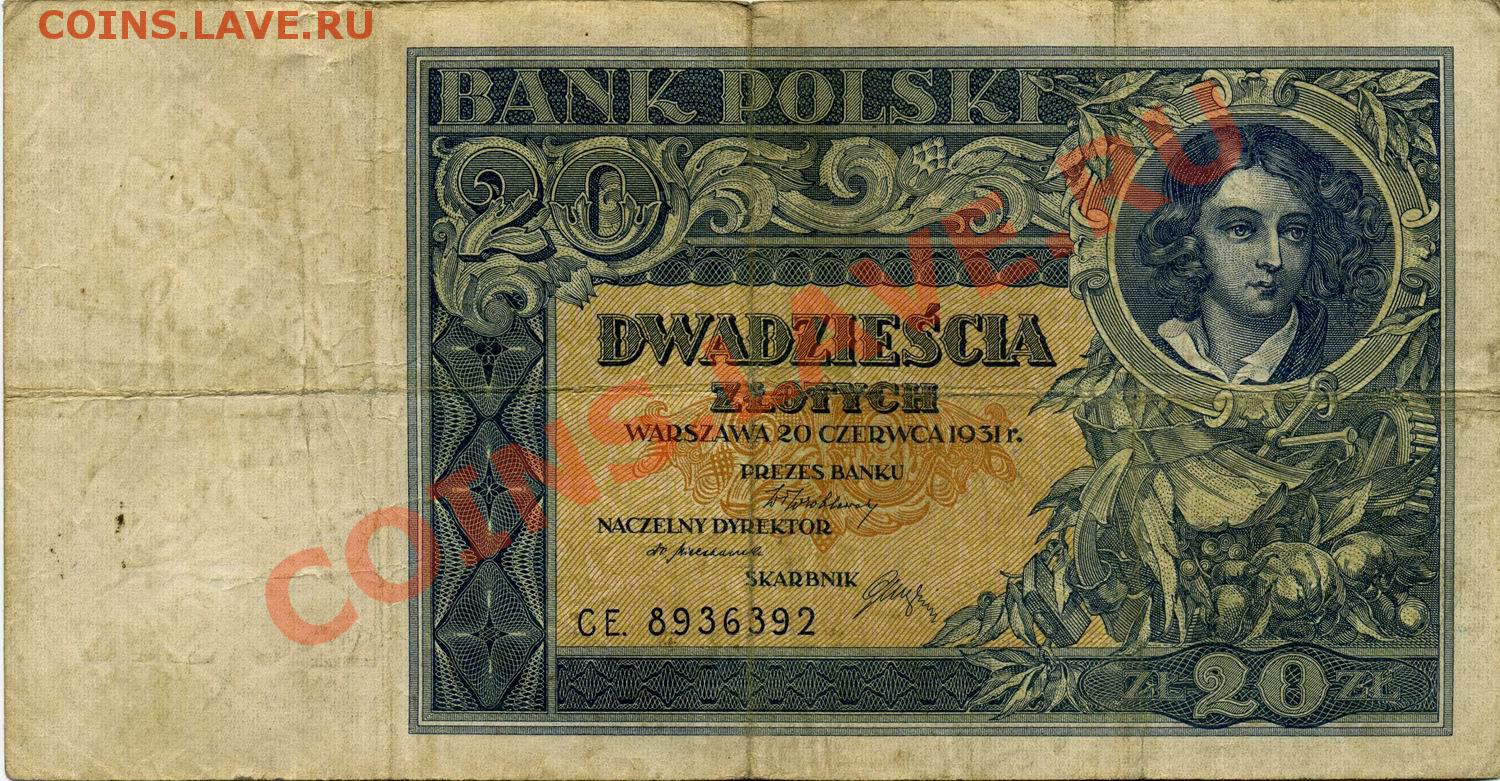 COINS.LAVE.RU
BANK POLSKI
20
DWADZIEŚCIA
ZŁOTYCH
WARSZAWA 20 CZERWCA 1931 r.
PREZES BANKU
NACZELNY DYREKTOR
SKARBNIK
CE. 8936392
ZŁ 20 ZŁ
COINS.LAVE.RU